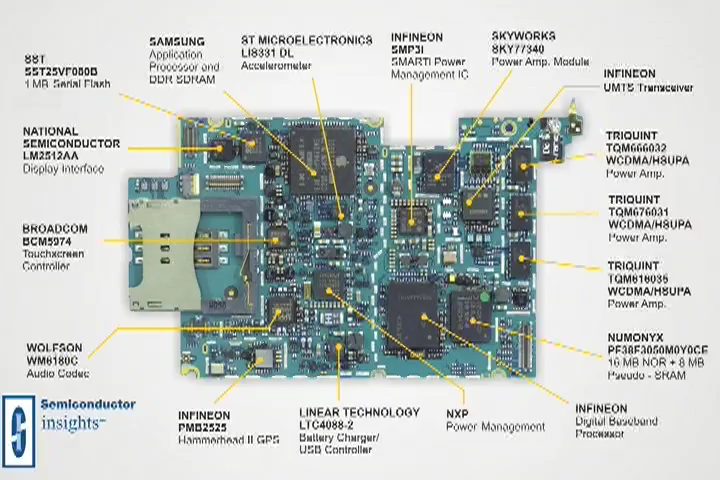 SST
SST25VF080B
1 MB Serial Flash
SAMSUNG
Application
Processor and
DDR SDRAM
ST MICROELECTRONICS
LIS331 DL
Accelerometer
INFINEON
SMP3I
SMARTi Power
Management IC
SKYWORKS
SKY77340
Power Amp. Module
INFINEON
UMTS Transceiver
NATIONAL
SEMICONDUCTOR
LM2512AA
Display Interface
TRIQUINT
TQM666032
WCDMA/HSUPA
Power Amp.
TRIQUINT
TQM676031
WCDMA/HSUPA
Power Amp.
BROADCOM
BCM5974
Touchscreen
Controller
TRIQUINT
TQM616035
WCDMA/HSUPA
Power Amp.
WOLFSON
WM6180C
Audio Codec
NUMONYX
PF38F3050M0Y0CE
16 MB NOR + 8 MB
Pseudo - SRAM
INFINEON
PMB2525
Hammerhead II GPS
LINEAR TECHNOLOGY
LTC4088-2
Battery Charger/
USB Controller
NXP
Power Management
INFINEON
Digital Baseband
Processor
Semiconductor
insights™